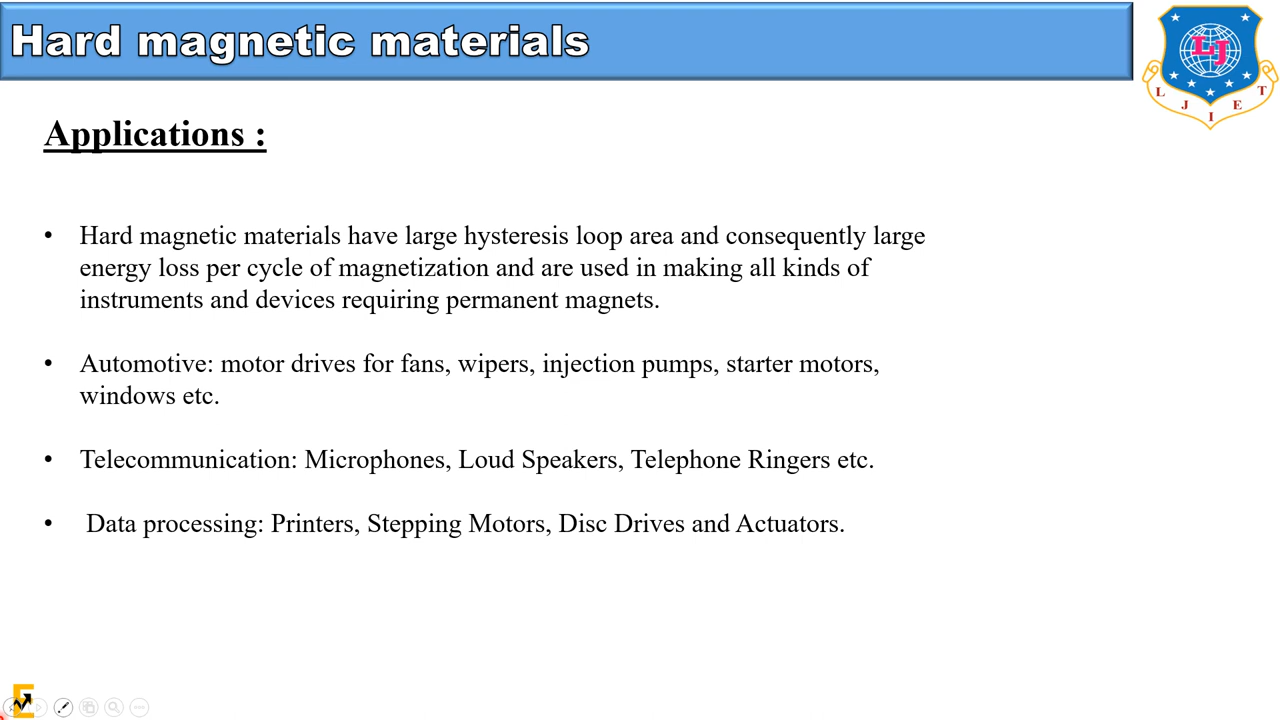 Hard magnetic materials
LJ
L J I E T
Applications :
• Hard magnetic materials have large hysteresis loop area and consequently large
energy loss per cycle of magnetization and are used in making all kinds of
instruments and devices requiring permanent magnets.
• Automotive: motor drives for fans, wipers, injection pumps, starter motors,
windows etc.
• Telecommunication: Microphones, Loud Speakers, Telephone Ringers etc.
• Data processing: Printers, Stepping Motors, Disc Drives and Actuators.
E